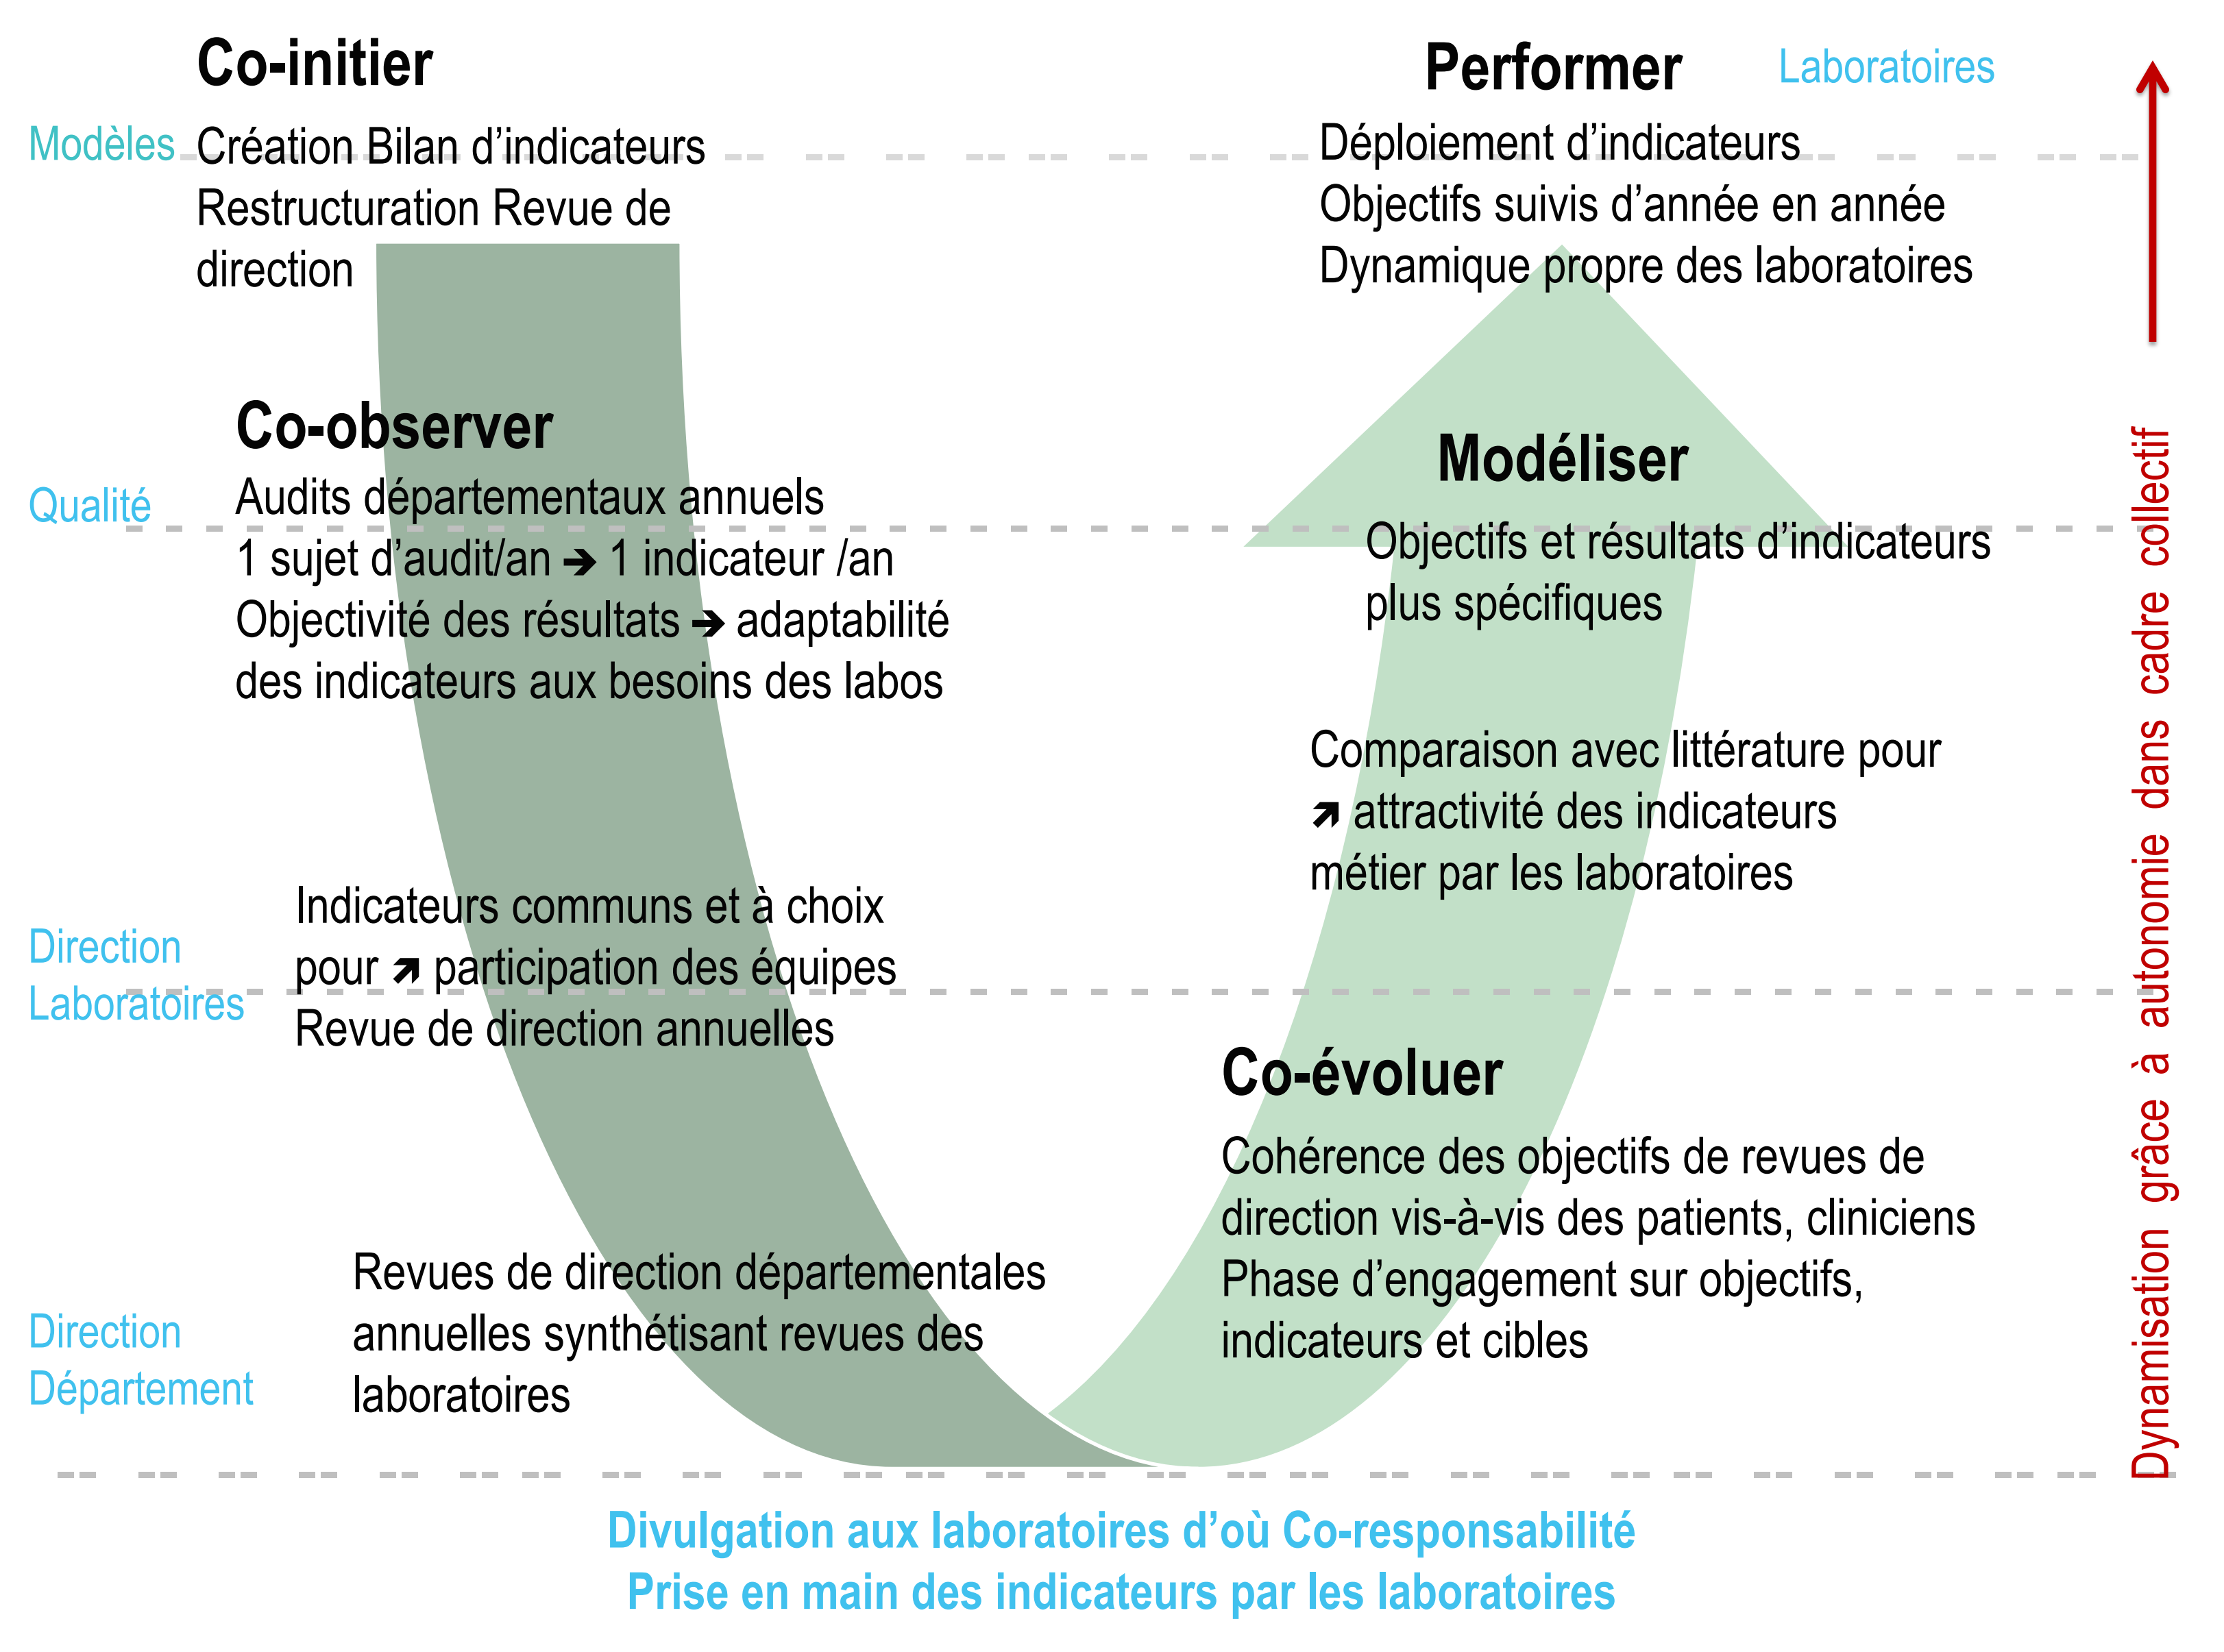 Co-initier
Modèles
Création Bilan d’indicateurs
Restructuration Revue de
direction
Co-observer
Qualité
Audits départementaux annuels
1 sujet d’audit/an ➔ 1 indicateur /an
Objectivité des résultats ➔ adaptabilité
des indicateurs aux besoins des labos
Direction
Laboratoires
Indicateurs communs et à choix
pour ↗ participation des équipes
Revue de direction annuelles
Direction
Département
Revues de direction départementales
annuelles synthétisant revues des
laboratoires
Divulgation aux laboratoires d’où Co-responsabilité
Prise en main des indicateurs par les laboratoires
Co-évoluer
Cohérence des objectifs de revues de
direction vis-à-vis des patients, cliniciens
Phase d’engagement sur objectifs,
indicateurs et cibles
Comparaison avec littérature pour
↗ attractivité des indicateurs
métier par les laboratoires
Modéliser
Objectifs et résultats d’indicateurs
plus spécifiques
Performer
Laboratoires
Déploiement d’indicateurs
Objectifs suivis d’année en année
Dynamique propre des laboratoires
Dynamisation grâce à autonomie dans cadre collectif